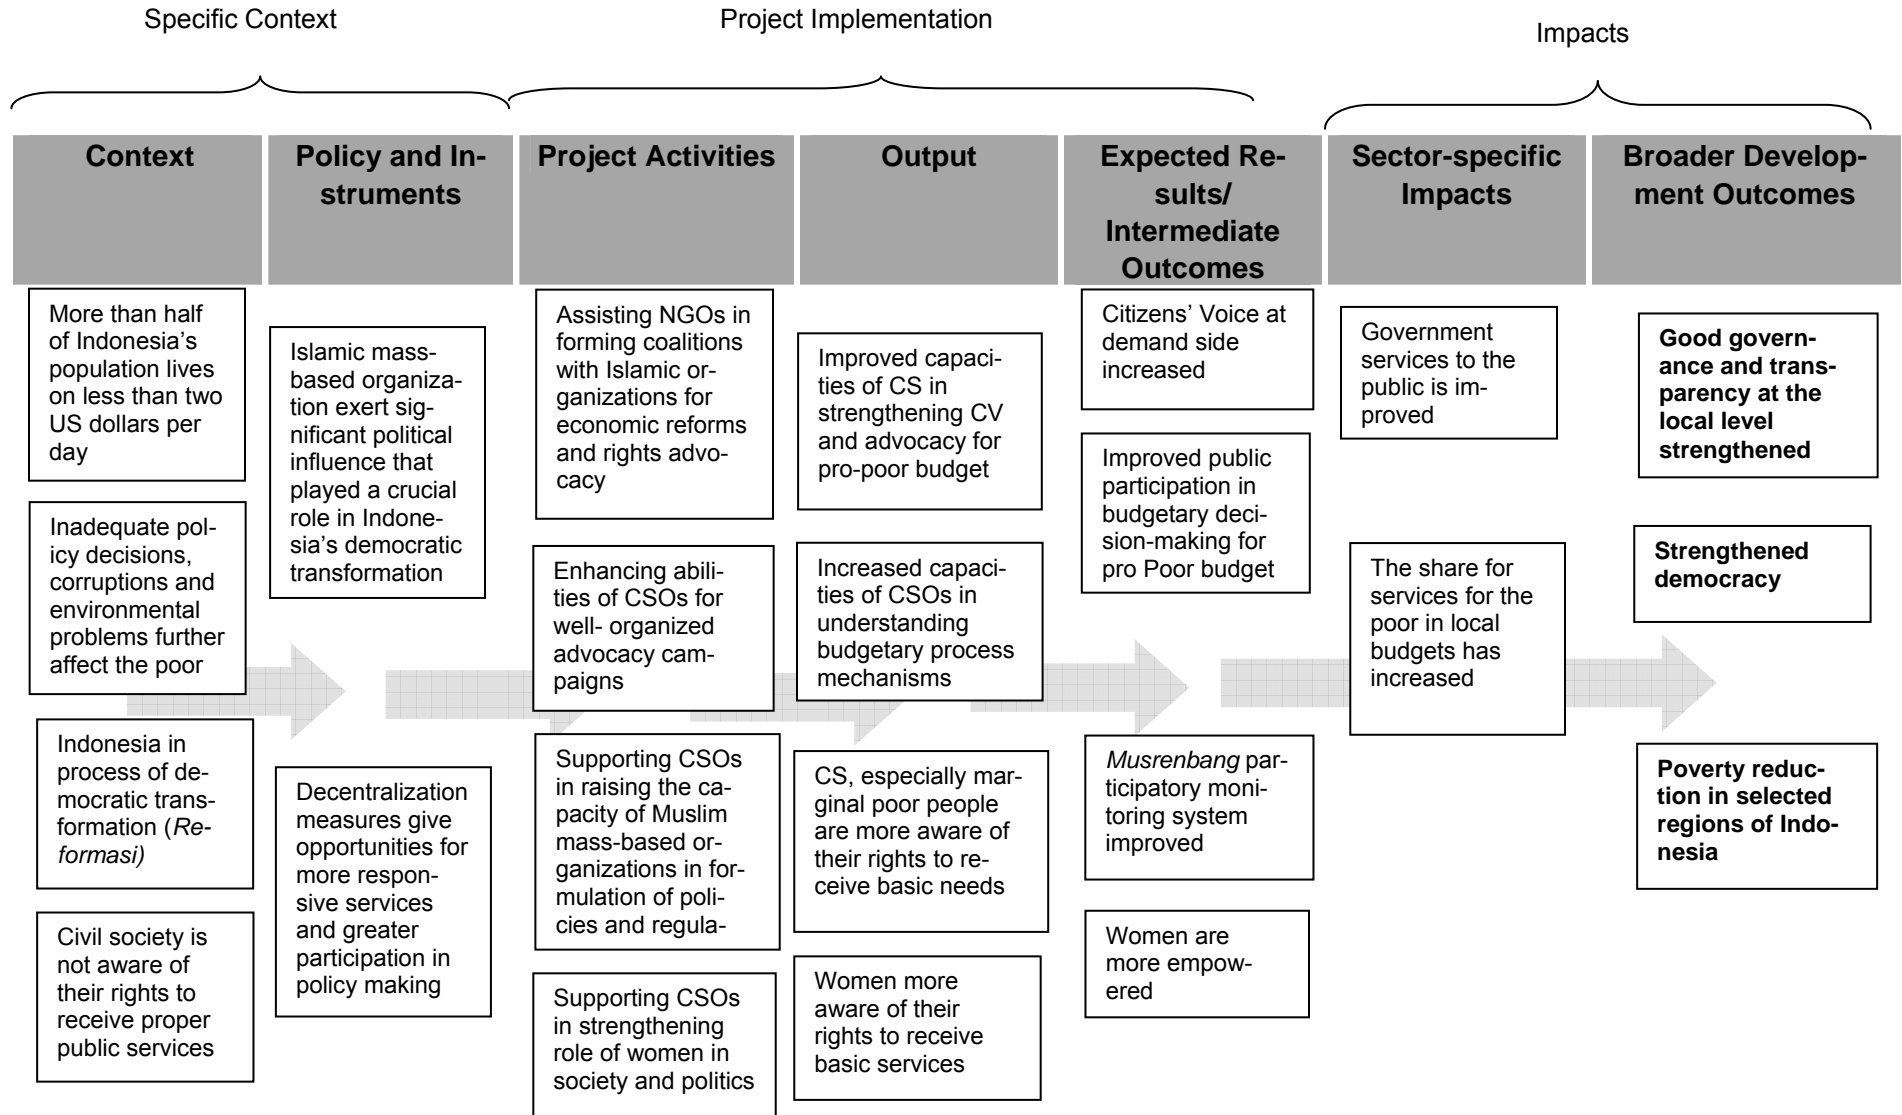 Specific Context
Project Implementation
Impacts
Context
Policy and In-
struments
Project Activities
Output
Expected Re-
sults/
Intermediate
Outcomes
Sector-specific
Impacts
Broader Develop-
ment Outcomes
More than half
of Indonesia’s
population lives
on less than two
US dollars per
day
Inadequate pol-
icy decisions,
corruptions and
environmental
problems further
affect the poor
Indonesia in
process of de-
mocratic trans-
formation (Re-
formasi)
Civil society is
not aware of
their rights to
receive proper
public services
Islamic mass-
based organiza-
tion exert sig-
nificant political
influence that
played a crucial
role in Indone-
sia’s democratic
transformation
Decentralization
measures give
opportunities for
more respon-
sive services
and greater
participation in
policy making
Assisting NGOs in
forming coalitions
with Islamic or-
ganizations for
economic reforms
and rights advo-
cacy
Enhancing abili-
ties of CSOs for
well- organized
advocacy cam-
paigns
Supporting CSOs
in raising the ca-
pacity of Muslim
mass-based or-
ganizations in for-
mulation of poli-
cies and regula-
Supporting CSOs
in strengthening
role of women in
society and politics
Improved capaci-
ties of CS in
strengthening CV
and advocacy for
pro-poor budget
Increased capaci-
ties of CSOs in
understanding
budgetary process
mechanisms
CS, especially mar-
ginal poor people
are more aware of
their rights to re-
ceive basic needs
Women more
aware of their
rights to receive
basic services
Citizens’ Voice at
demand side
increased
Improved public
participation in
budgetary deci-
sion-making for
pro Poor budget
Musrenbang par-
ticipatory moni-
toring system
improved
Women are
more empow-
ered
Government
services to the
public is im-
proved
The share for
services for the
poor in local
budgets has
increased
Good govern-
ance and trans-
parency at the
local level
strengthened
Strengthened
democracy
Poverty reduc-
tion in selected
regions of Indo-
nesia